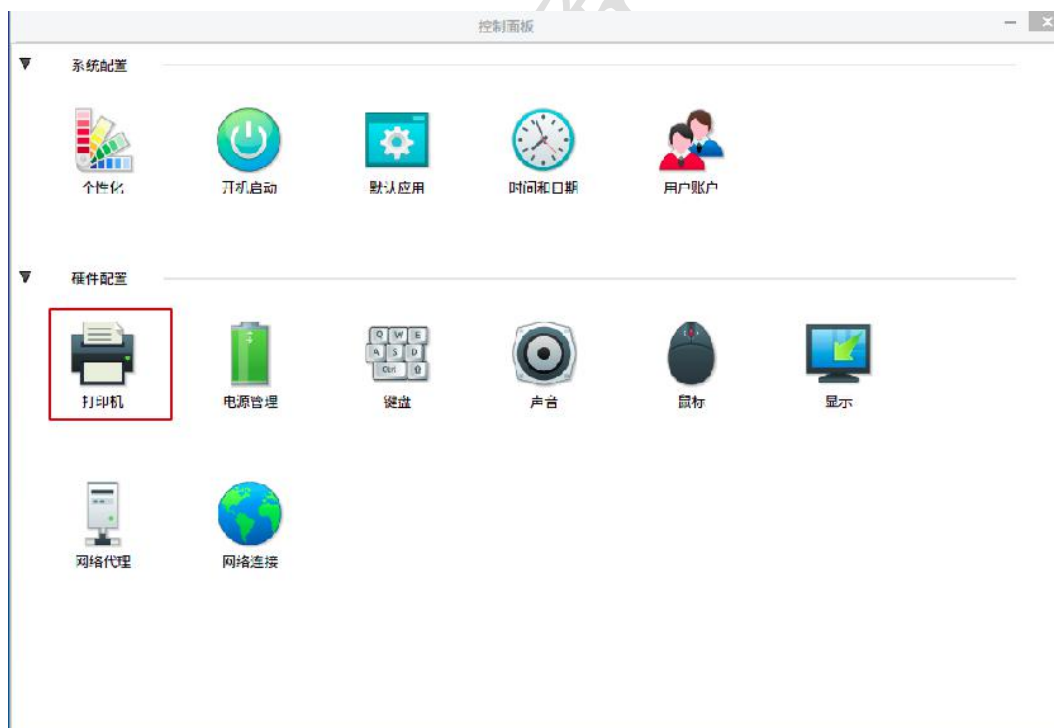 控制面板
系统配置
个性化 开机启动 默认应用 时间和日期 用户账户
硬件配置
Q W E
A S D
Ctrl
打印机 电源管理 键盘 声音 鼠标 显示
网络代理 网络连接